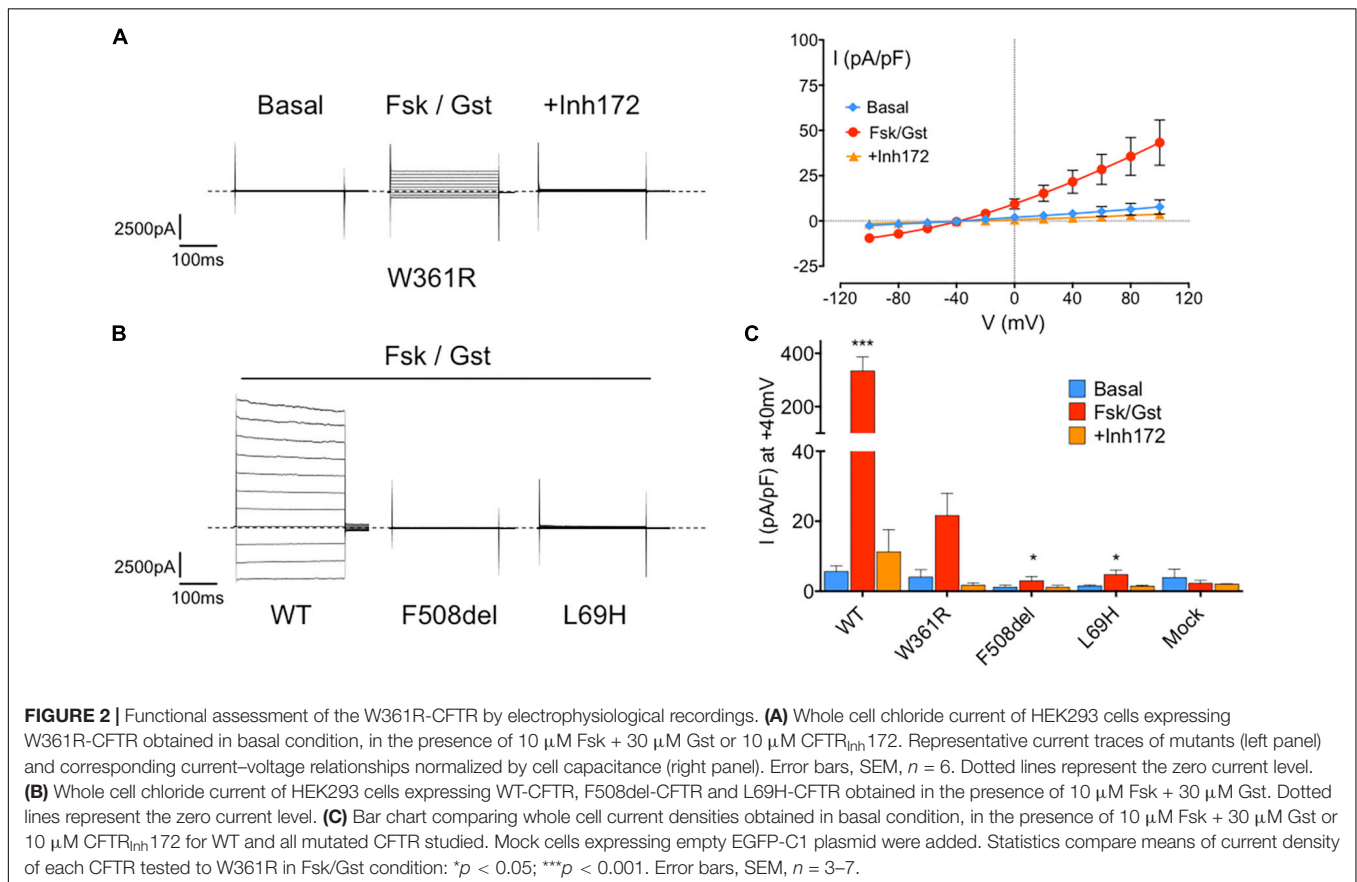 A
Basal
Fsk / Gst
+Inh172
2500pA
100ms
W361R
I (pA/pF)
Basal
Fsk/Gst
+Inh172
100
75
50
25
0
-25
-120
-80
-40
0
40
80
120
V (mV)
B
Fsk / Gst
2500pA
100ms
WT
F508del
L69H
C
I (pA/pF) at +40mV
400
200
40
20
0
***
*
*
Basal
Fsk/Gst
+Inh172
WT
W361R
F508del
L69H
Mock
FIGURE 2 | Functional assessment of the W361R-CFTR by electrophysiological recordings. (A) Whole cell chloride current of HEK293 cells expressing
W361R-CFTR obtained in basal condition, in the presence of 10 μM Fsk + 30 μM Gst or 10 μM CFTRInh172. Representative current traces of mutants (left panel)
and corresponding current–voltage relationships normalized by cell capacitance (right panel). Error bars, SEM, n = 6. Dotted lines represent the zero current level.
(B) Whole cell chloride current of HEK293 cells expressing WT-CFTR, F508del-CFTR and L69H-CFTR obtained in the presence of 10 μM Fsk + 30 μM Gst. Dotted
lines represent the zero current level. (C) Bar chart comparing whole cell current densities obtained in basal condition, in the presence of 10 μM Fsk + 30 μM Gst or
10 μM CFTRInh172 for WT and all mutated CFTR studied. Mock cells expressing empty EGFP-C1 plasmid were added. Statistics compare means of current density
of each CFTR tested to W361R in Fsk/Gst condition: *p < 0.05; ***p < 0.001. Error bars, SEM, n = 3–7.